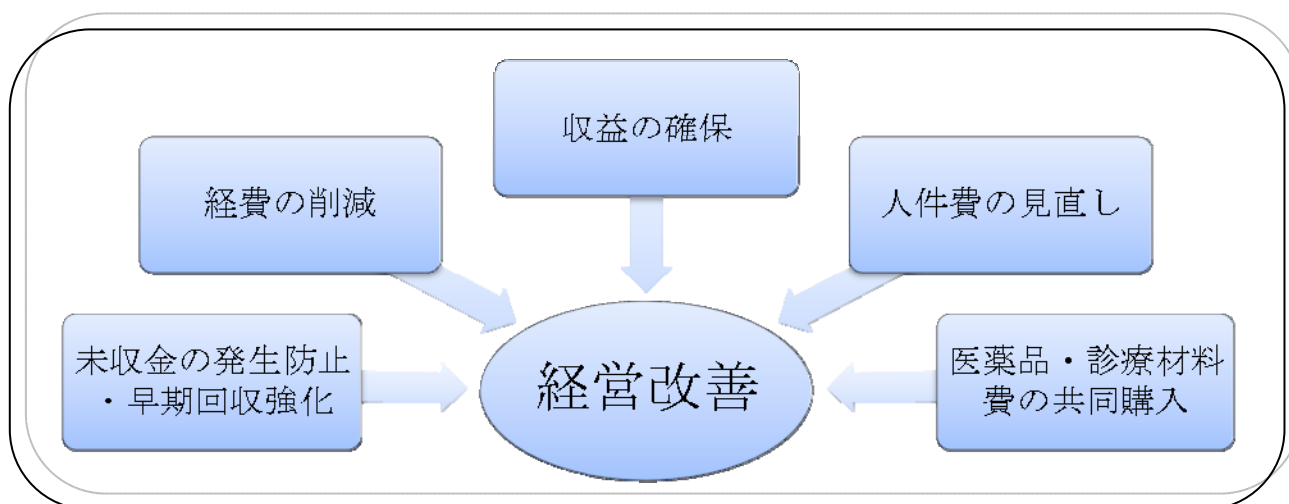 収益の確保
経費の削減
人件費の見直し
未収金の発生防止
・早期回収強化
経営改善
医薬品・診療材料
費の共同購入